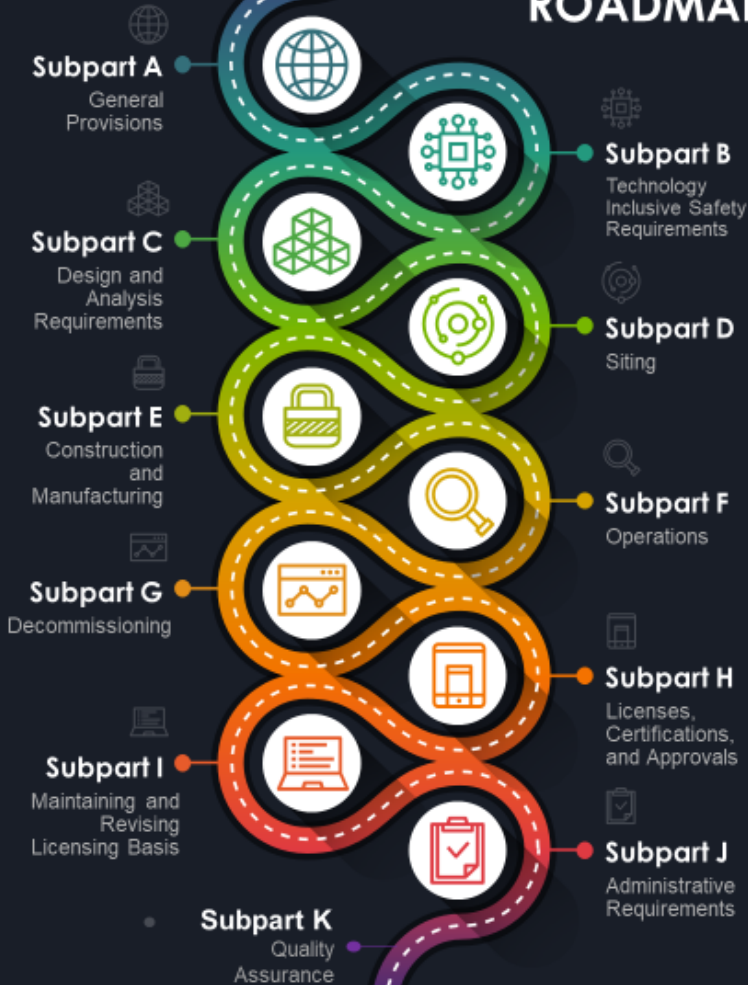 ROADMAP
Subpart A
General
Provisions
Subpart B
Technology
Inclusive Safety
Requirements
Subpart C
Design and
Analysis
Requirements
Subpart D
Siting
Subpart E
Construction
and
Manufacturing
Subpart F
Operations
Subpart G
Decommissioning
Subpart H
Licenses,
Certifications,
and Approvals
Subpart I
Maintaining and
Revising
Licensing Basis
Subpart J
Administrative
Requirements
Subpart K
Quality
Assurance